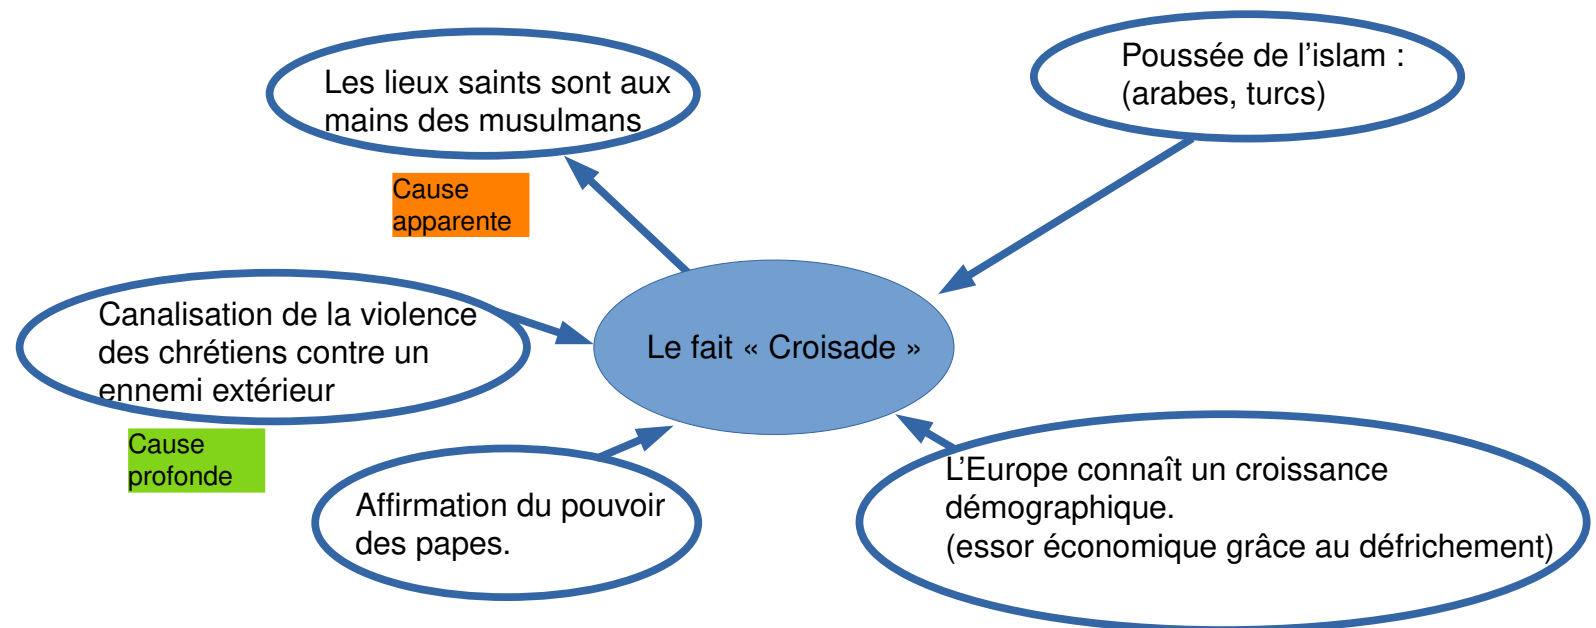 Les lieux saints sont aux
mains des musulmans
Poussée de l'islam :
(arabes, turcs)
Cause
apparente
Canalisation de la violence
des chrétiens contre un
ennemi extérieur
Le fait « Croisade »
Cause
profonde
Affirmation du pouvoir
des papes.
L'Europe connaît un croissance
démographique.
(essor économique grâce au défrichement)